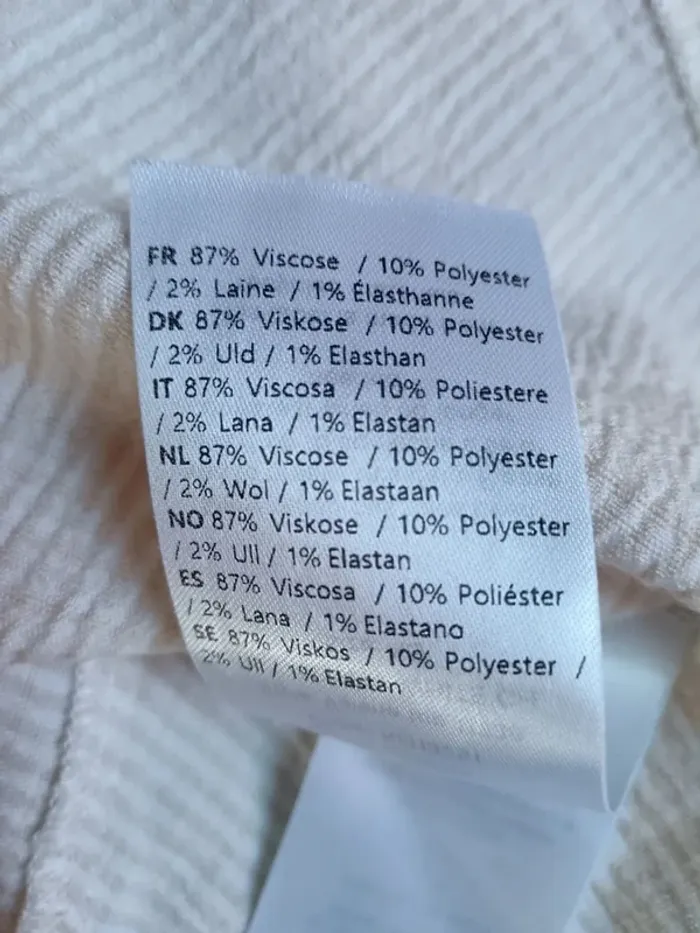 FR 87% Viscose / 10% Polyester
/ 2% Laine / 1% Élasthanne
DK 87% Viskose / 10% Polyester
/ 2% Uld / 1% Elasthan
IT 87% Viscosa / 10% Poliestere
/ 2% Lana / 1% Elastan
NL 87% Viscose / 10% Polyester
/ 2% Wol / 1% Elastaan
NO 87% Viskose / 10% Polyester
/ 2% Ull / 1% Elastan
ES 87% Viscosa / 10% Poliéster
/ 2% Lana / 1% Elastano
SE 87% Viskos / 10% Polyester /
2% Ull / 1% Elastan